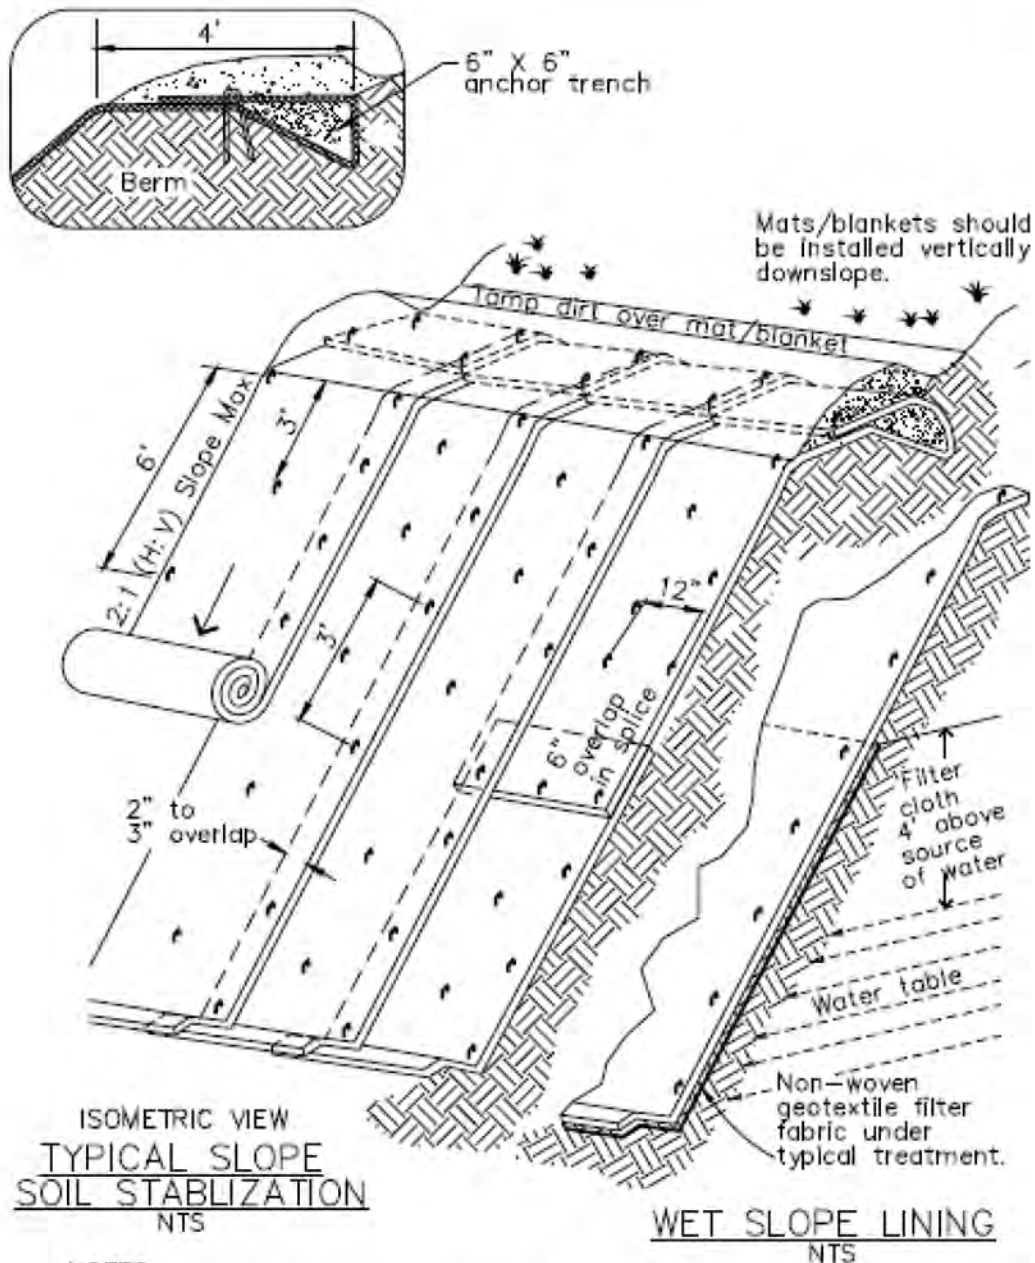 4'
6" X 6"
anchor trench
Berm
Mats/blankets should
be installed vertically
downslope.
Tamp dirt over mat/blanket
6'
2:1 (H:V) Slope Max
3'
3'
12"
6"
overlap
in splice
2" to
3" overlap
Filter
cloth
4' above
source
of water
Water table
Non-woven
geotextile filter
fabric under
typical treatment.
ISOMETRIC VIEW
TYPICAL SLOPE
SOIL STABLIZATION
NTS
WET SLOPE LINING
NTS